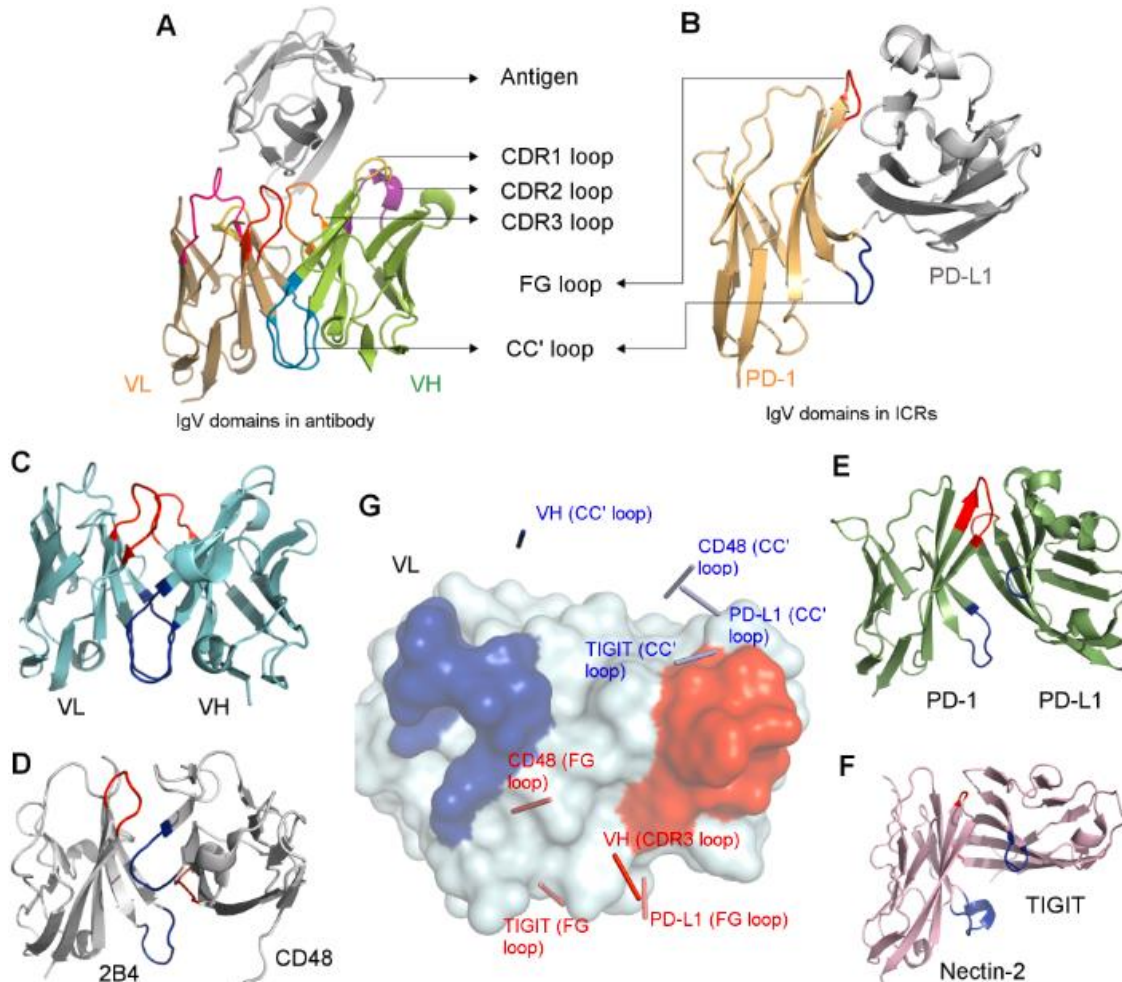 A
Antigen
CDR1 loop
CDR2 loop
CDR3 loop
FG loop
CC' loop
VL
VH
IgV domains in antibody
B
PD-L1
PD-1
IgV domains in ICRs
C
VL
VH
D
2B4
CD48
G
VH (CC' loop)
VL
CD48 (CC'
loop)
PD-L1 (CC'
loop)
TIGIT (CC'
loop)
CD48 (FG
loop)
VH (CDR3 loop)
TIGIT (FG
loop)
PD-L1 (FG loop)
E
PD-1
PD-L1
F
TIGIT
Nectin-2